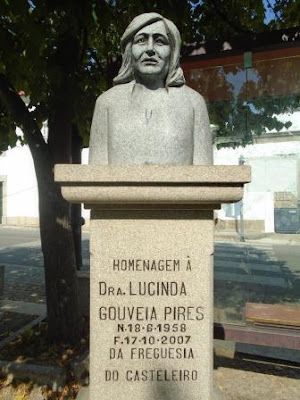 HOMENAGEM À
DRA. LUCINDA
GOUVEIA PIRES
N.18-6-1958
F.17-10-2007
DA FREGUESIA
DO CASTELEIRO